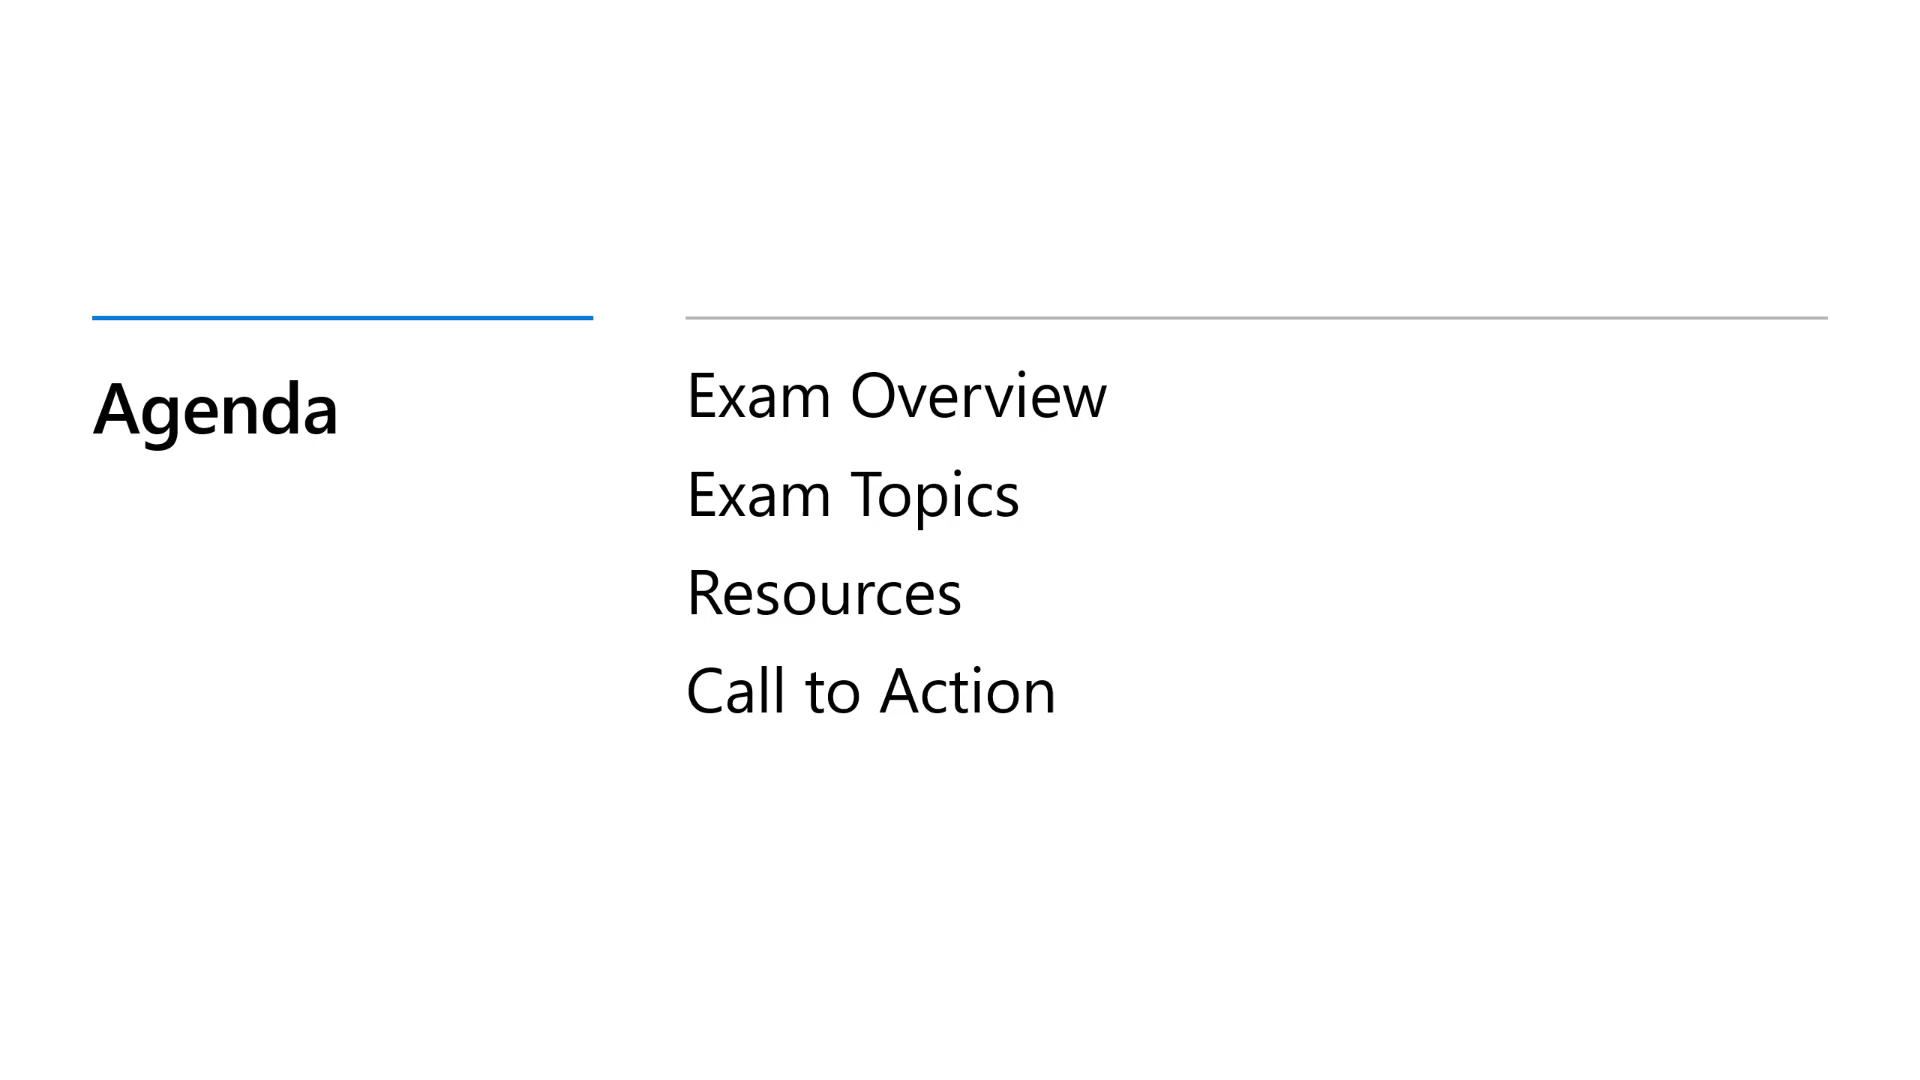 Agenda
Exam Overview
Exam Topics
Resources
Call to Action